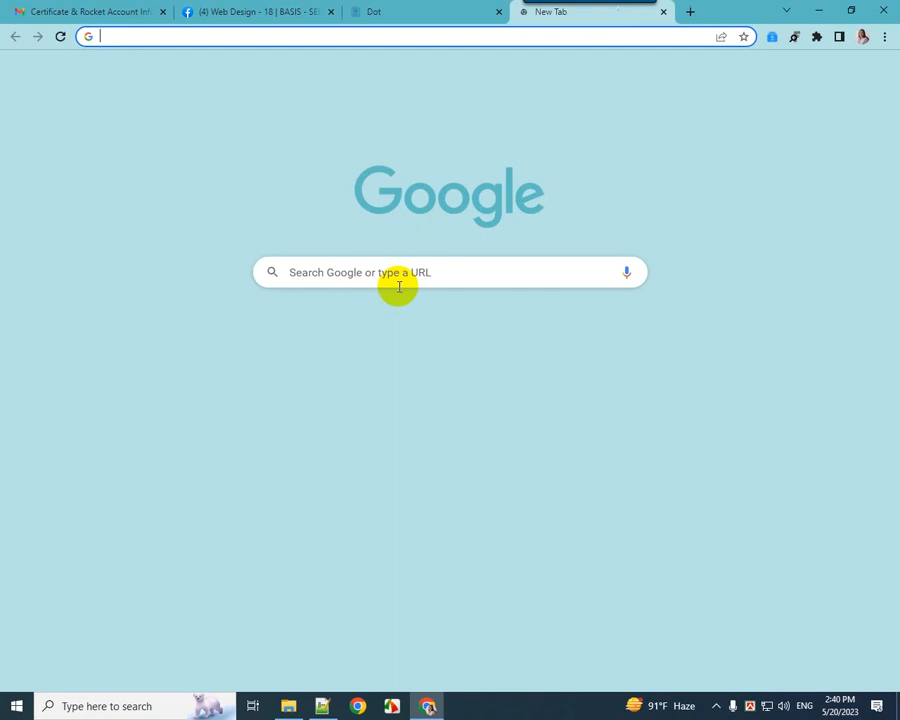 Certificate & Rocket Account Inf
(4) Web Design - 18 | BASIS - SEI
Dot
New Tab
Google
Search Google or type a URL
Type here to search
91°F Haze
ENG
2:40 PM
5/20/2023